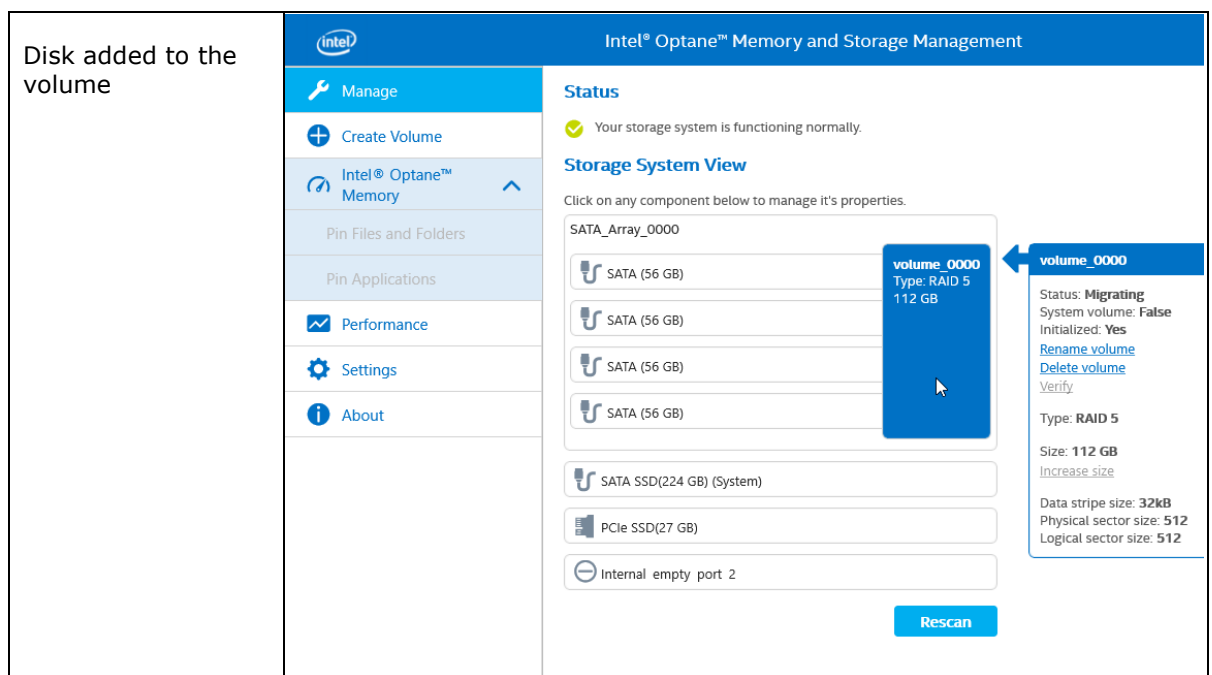 Disk added to the
volume
intel
Intel® Optane™ Memory and Storage Management
Manage
Create Volume
Intel® Optane™
Memory
Pin Files and Folders
Pin Applications
Performance
Settings
About
Status
Your storage system is functioning normally.
Storage System View
Click on any component below to manage it's properties.
SATA_Array_0000
SATA (56 GB)
SATA (56 GB)
SATA (56 GB)
SATA (56 GB)
volume_0000
Type: RAID 5
112 GB
SATA SSD(224 GB) (System)
PCIe SSD(27 GB)
Internal empty port 2
Rescan
volume_0000
Status: Migrating
System volume: False
Initialized: Yes
Rename volume
Delete volume
Verify
Type: RAID 5
Size: 112 GB
Increase size
Data stripe size: 32kB
Physical sector size: 512
Logical sector size: 512